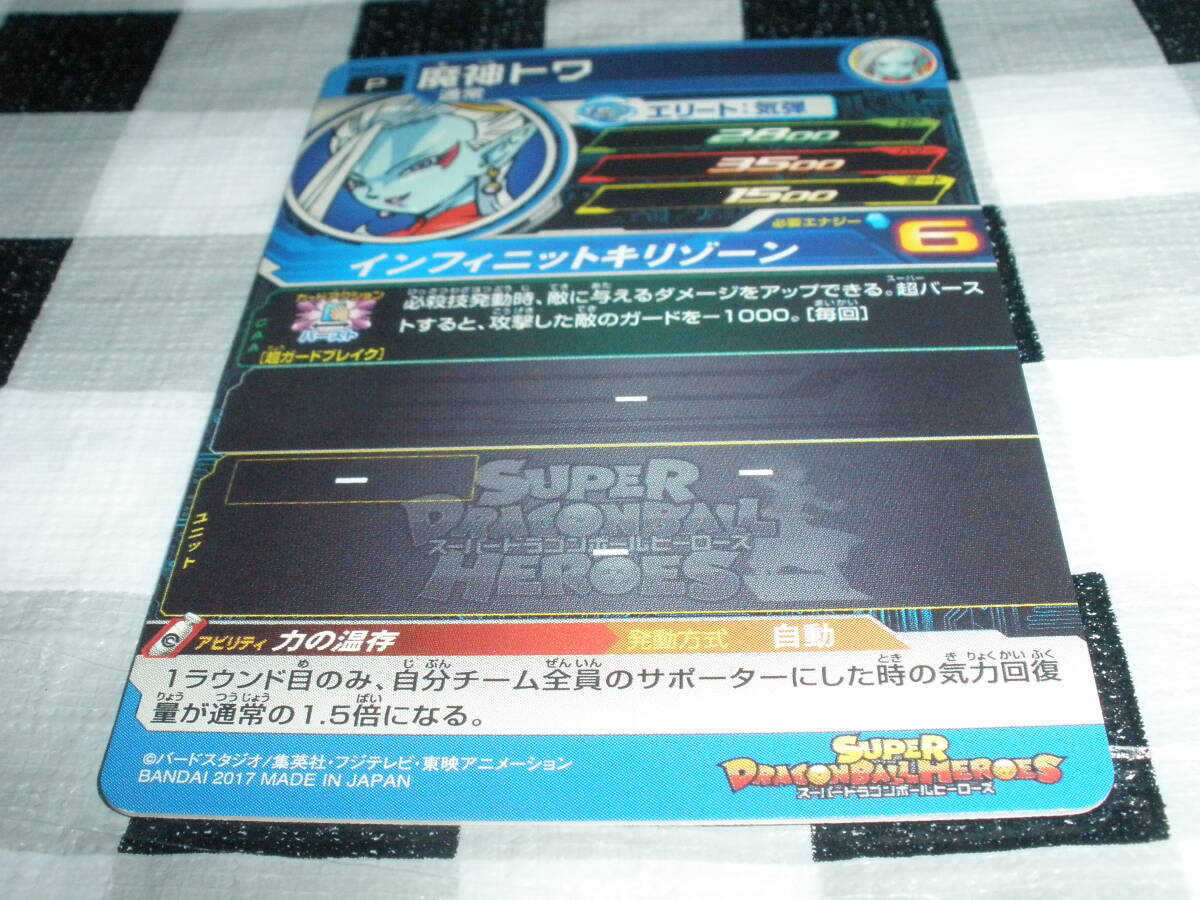 P
魔神トワ
通常
エリート:気弾
2800
3500
1500
必要エナジー 6
インフィニットキリゾーン
バースト
[超ガードブレイク]
CAA
必殺技発動時、敵に与えるダメージをアップできる。超バース
トすると、攻撃した敵のガードを-1000。[毎回]
-
-
-
ユニット
SUPER
DRAGONBALL
スーパードラゴンボールヒーローズ
-
HEROES
アビリティ 力の温存 発動方式 自動
1ラウンド目のみ、自分チーム全員のサポーターにした時の気力回復
量が通常の1.5倍になる。
©バードスタジオ/集英社・フジテレビ・東映アニメーション
BANDAI 2017 MADE IN JAPAN
SUPER
DRAGONBALL HEROES
スーパードラゴンボールヒーローズ